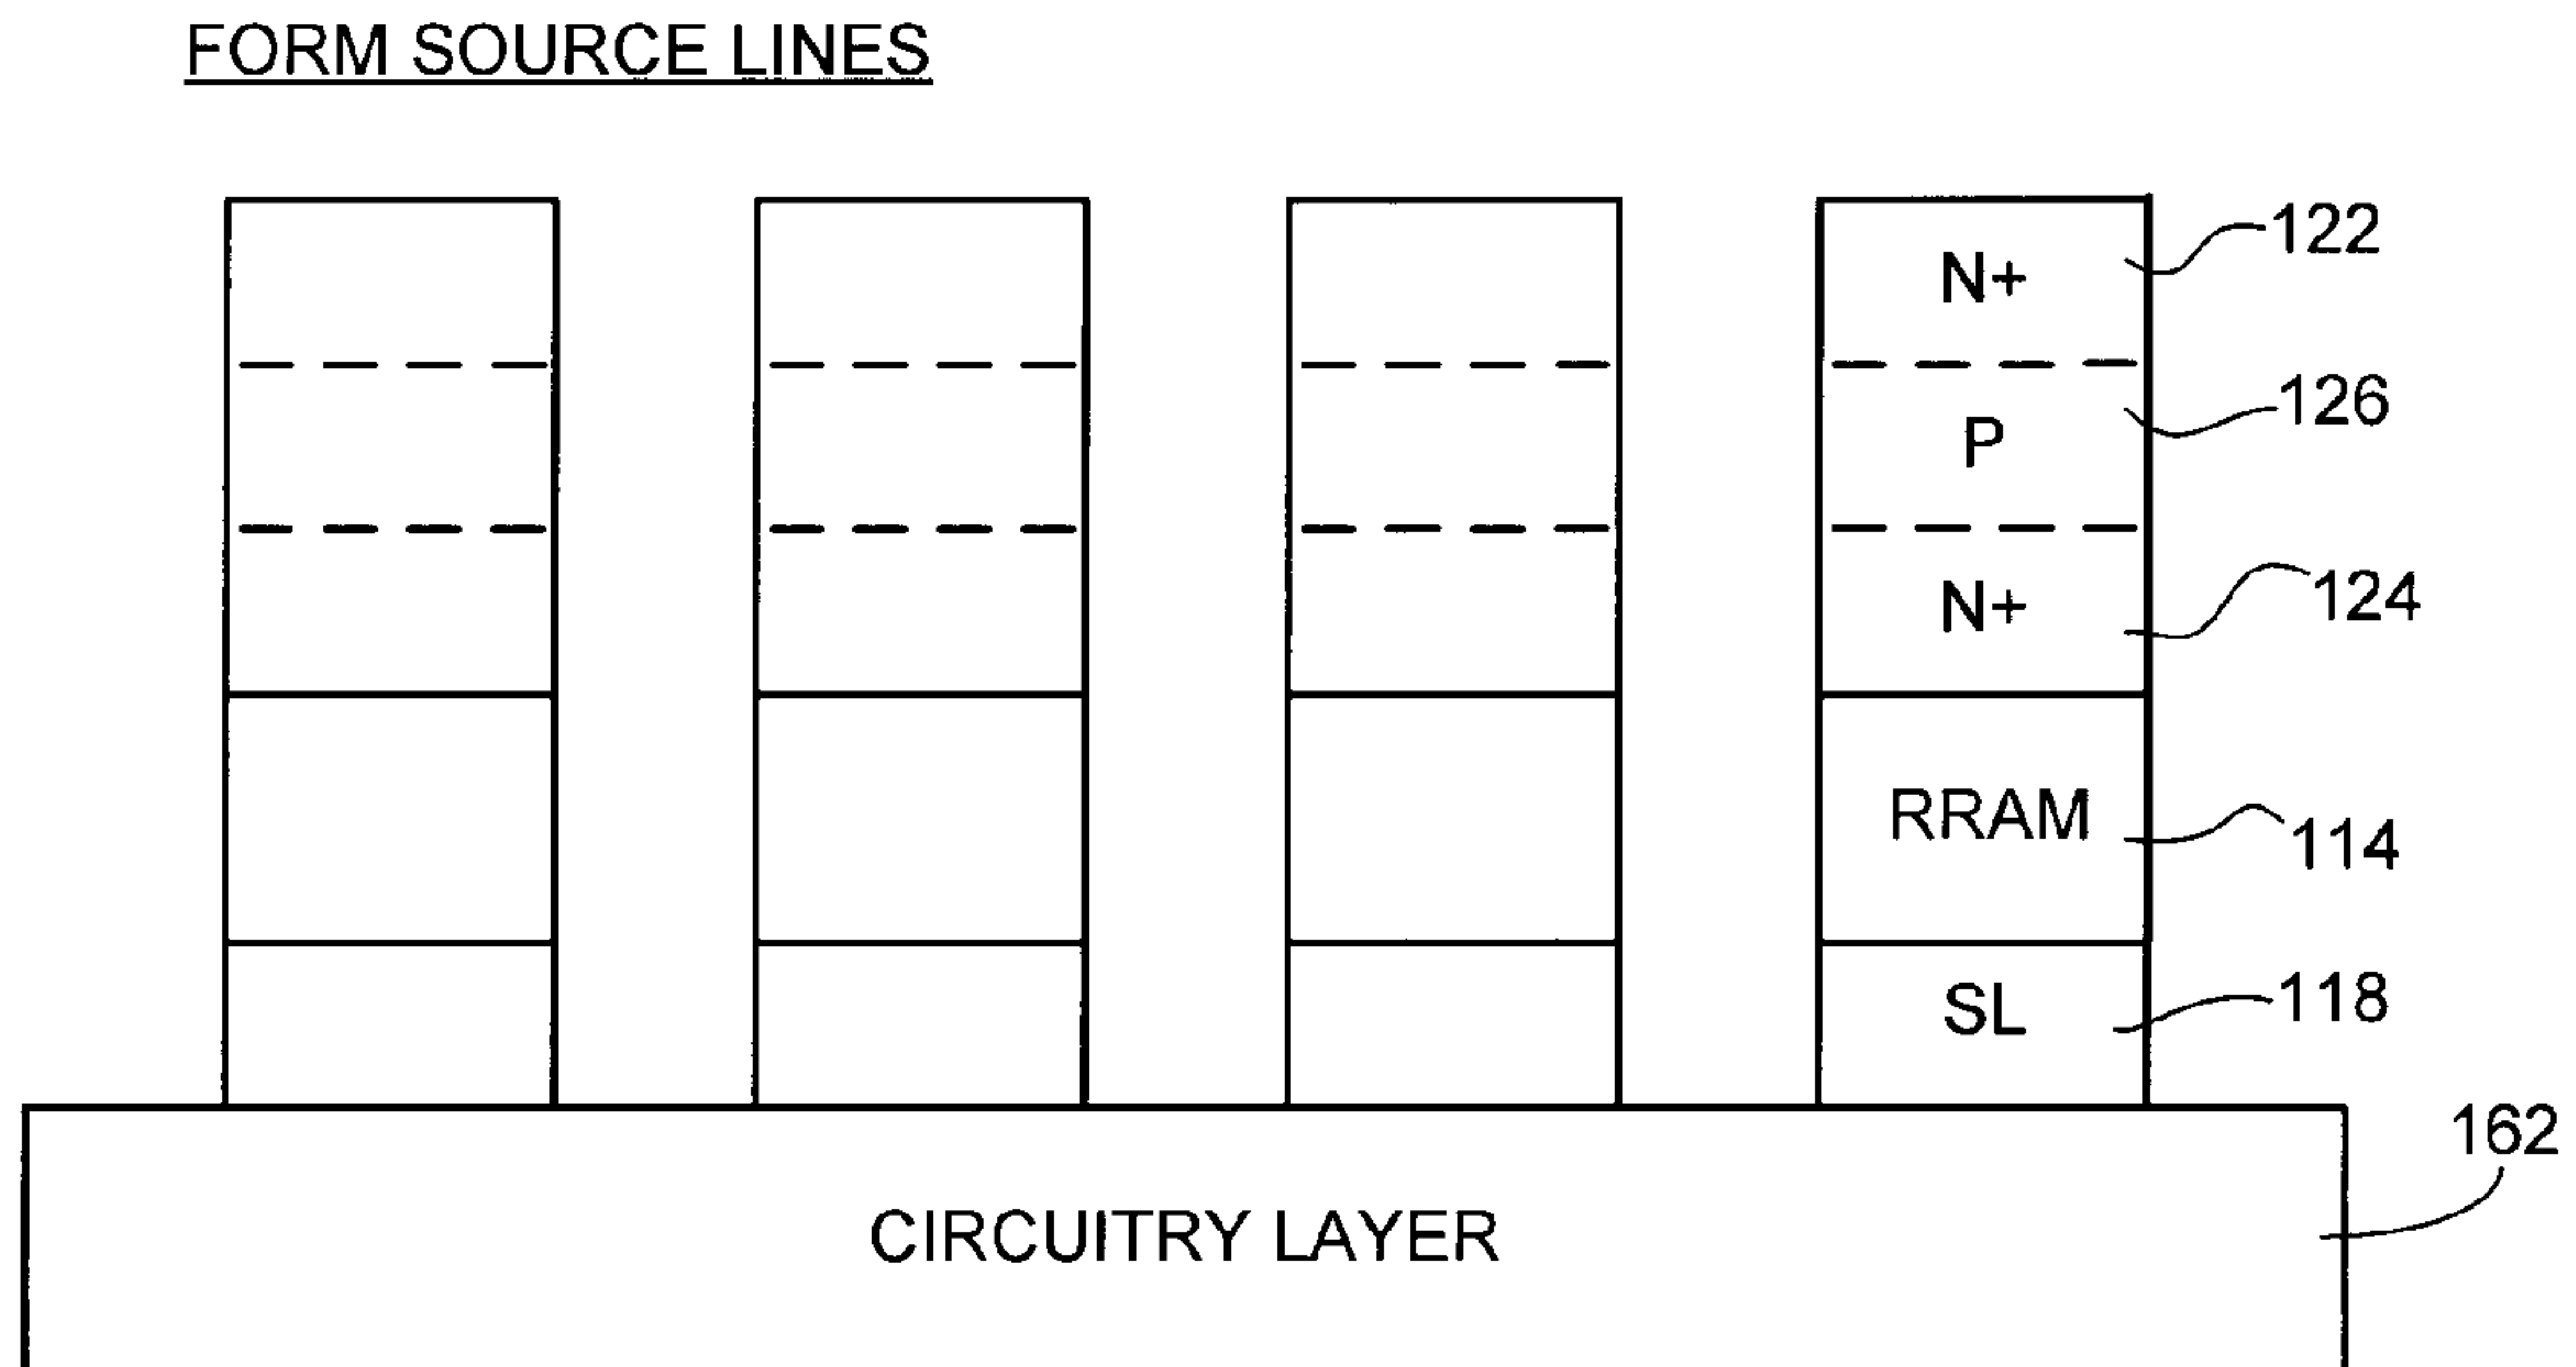 FORM SOURCE LINES
N+
122
P
126
N+
124
RRAM
114
SL
118
162
CIRCUITRY LAYER